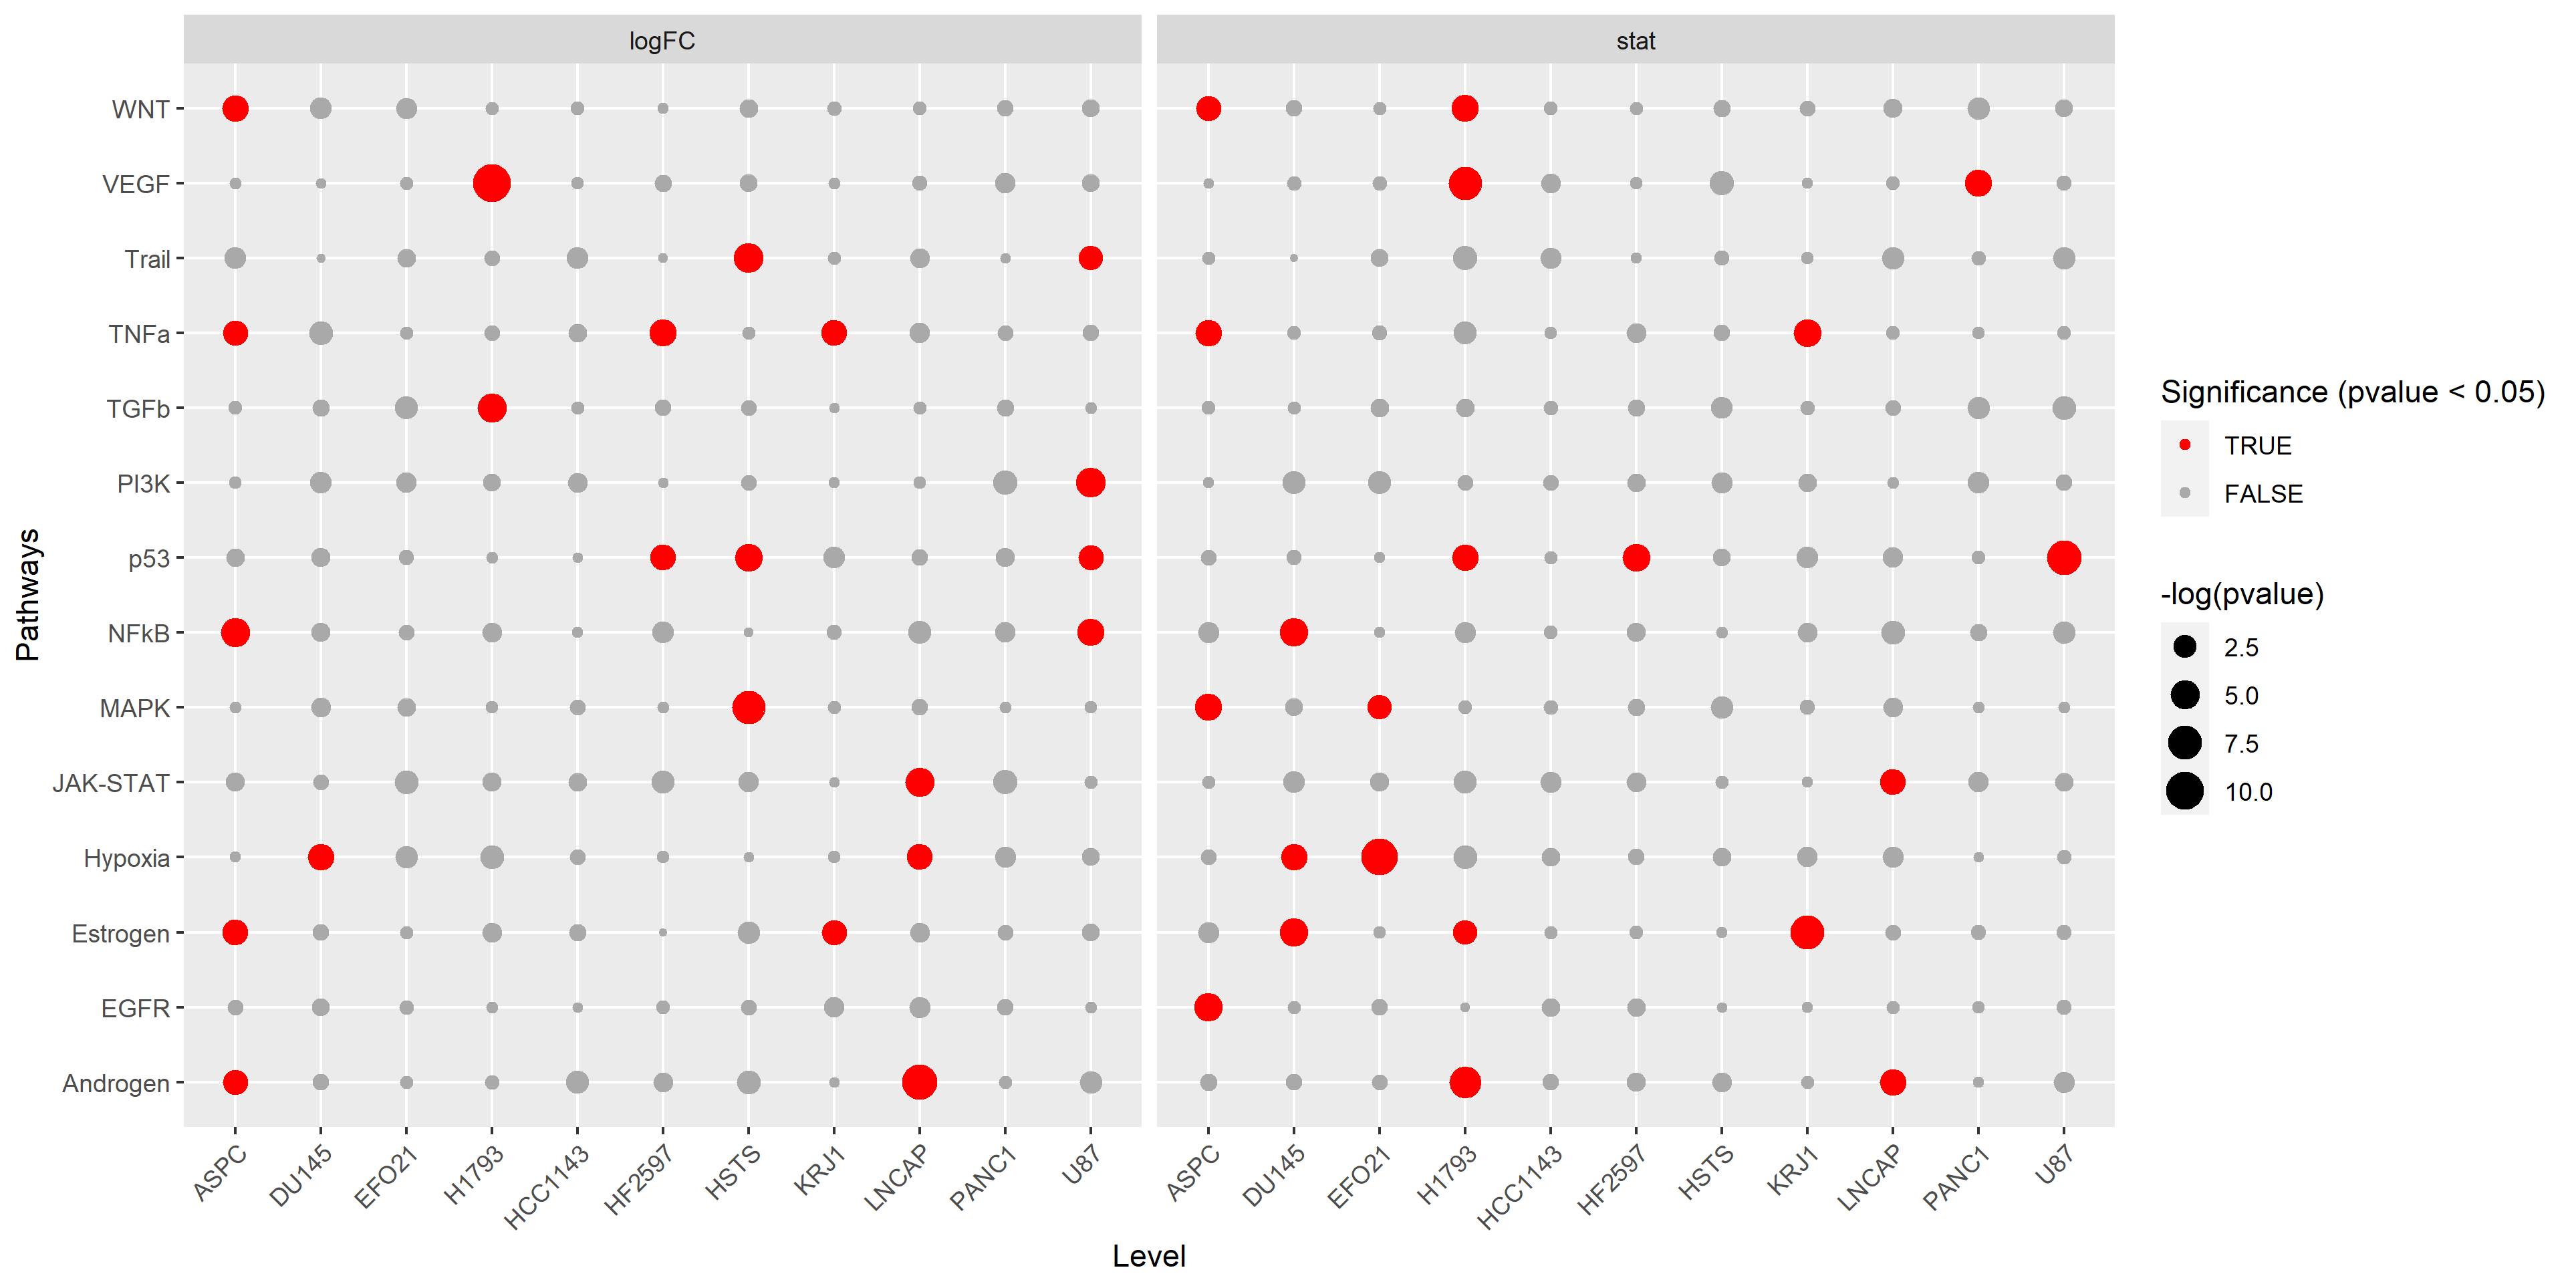 logFC
stat
WNT
VEGF
Trail
TNFa
TGFb
PI3K
p53
NFkB
MAPK
JAK-STAT
Hypoxia
Estrogen
EGFR
Androgen
Pathways
ASPC
DU145
EFO21
H1793
HCC1143
HF2597
HSTS
KRJ1
LNCAP
PANC1
U87
ASPC
DU145
EFO21
H1793
HCC1143
HF2597
HSTS
KRJ1
LNCAP
PANC1
U87
Level
Significance (pvalue < 0.05)
TRUE
FALSE
-log(pvalue)
2.5
5.0
7.5
10.0